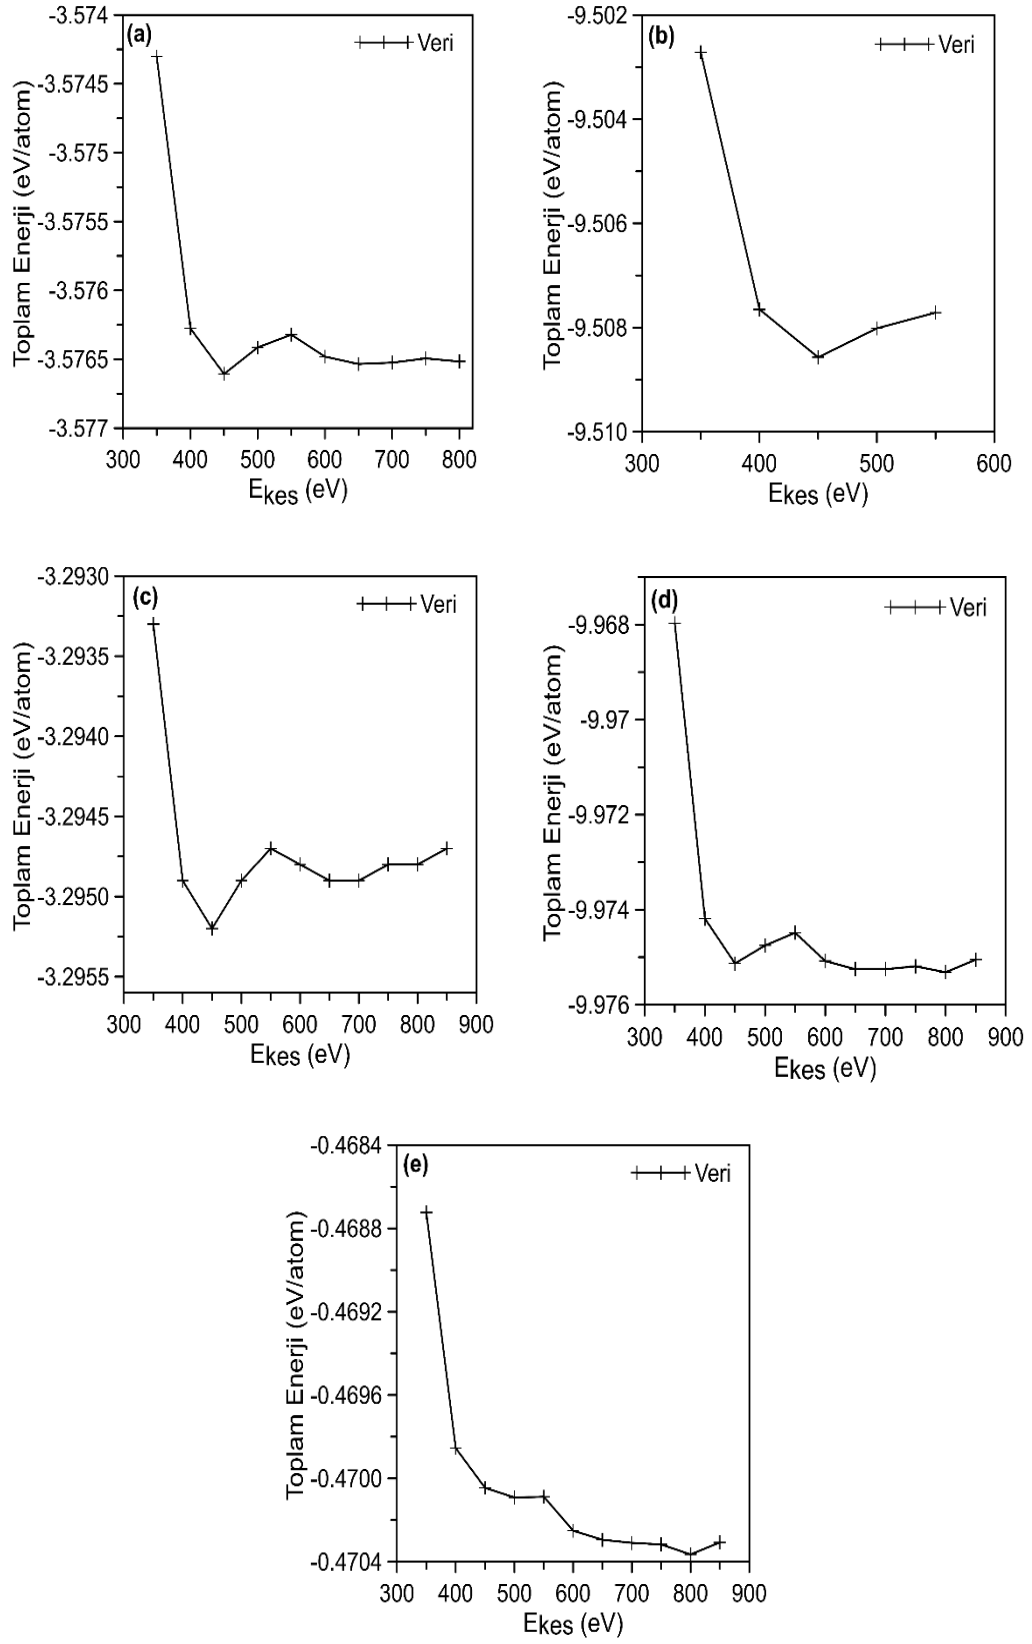 (a)
Veri
Toplam Enerji (eV/atom)
-3.574
-3.5745
-3.575
-3.5755
-3.576
-3.5765
-3.577
300 400 500 600 700 800
Ekes (eV)
(b)
Veri
Toplam Enerji (eV/atom)
-9.502
-9.504
-9.506
-9.508
-9.510
300 400 500 600
Ekes (eV)
(c)
Veri
Toplam Enerji (eV/atom)
-3.2930
-3.2935
-3.2940
-3.2945
-3.2950
-3.2955
300 400 500 600 700 800 900
Ekes (eV)
(d)
Veri
Toplam Enerji (eV/atom)
-9.968
-9.97
-9.972
-9.974
-9.976
300 400 500 600 700 800 900
Ekes (eV)
(e)
Veri
Toplam Enerji (eV/atom)
-0.4684
-0.4688
-0.4692
-0.4696
-0.4700
-0.4704
300 400 500 600 700 800 900
Ekes (eV)